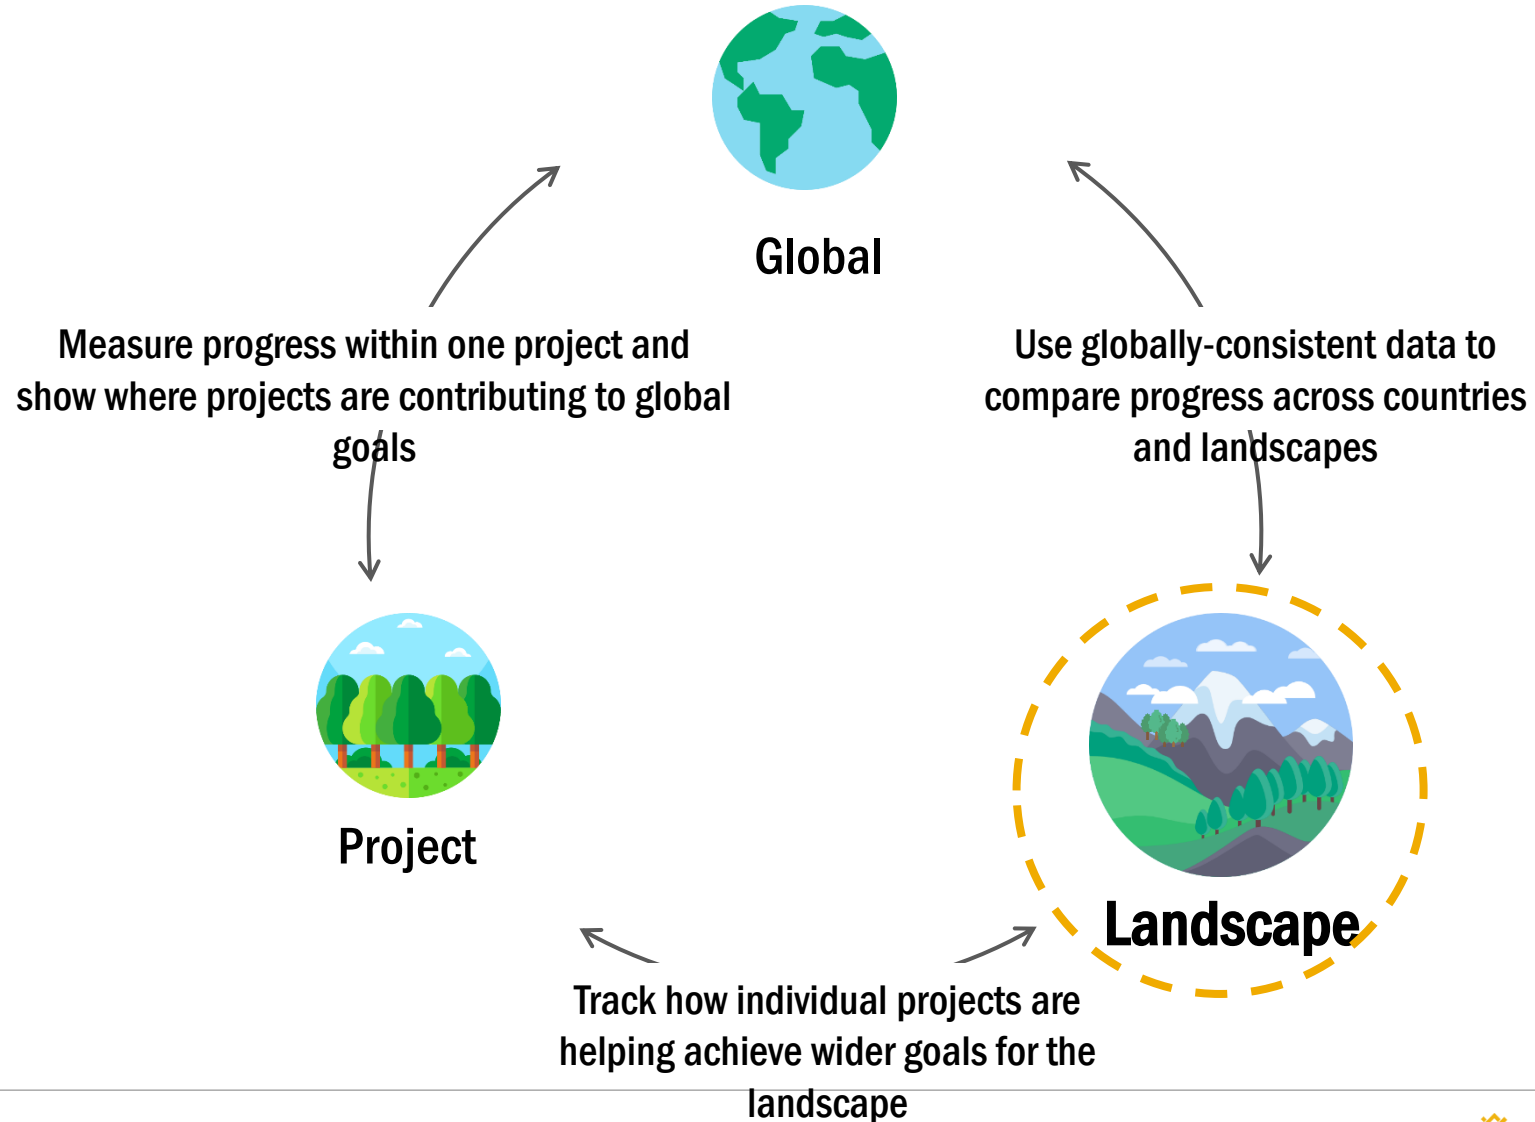 Global
Measure progress within one project and
show where projects are contributing to global
goals
Use globally-consistent data to
compare progress across countries
and landscapes
Project
Landscape
Track how individual projects are
helping achieve wider goals for the
landscape